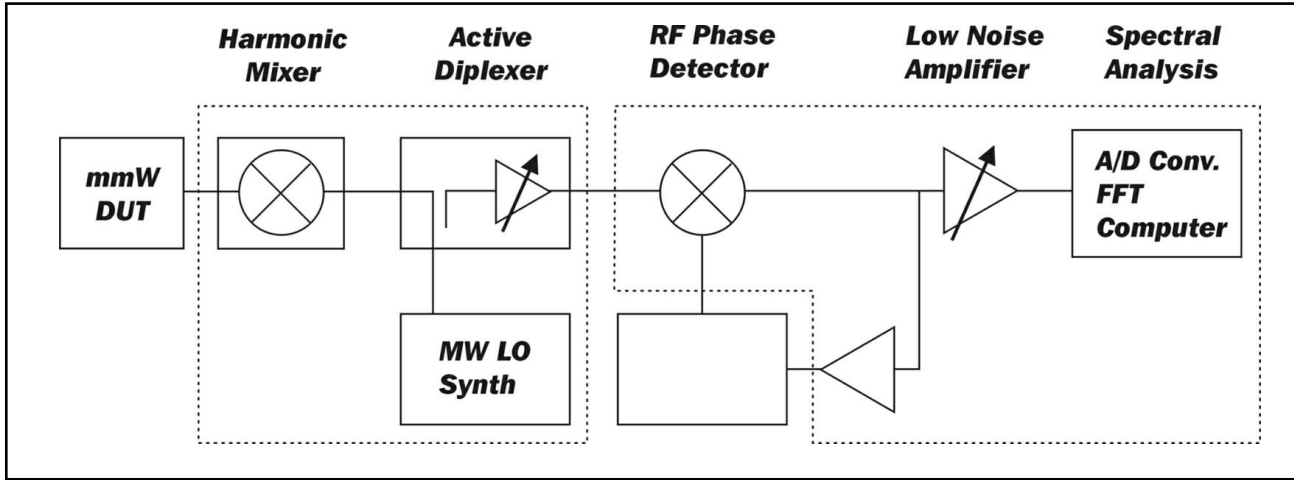 Harmonic
Mixer
Active
Diplexer
RF Phase
Detector
Low Noise
Amplifier
Spectral
Analysis
mmW
DUT
A/D Conv.
FFT
Computer
MW LO
Synth